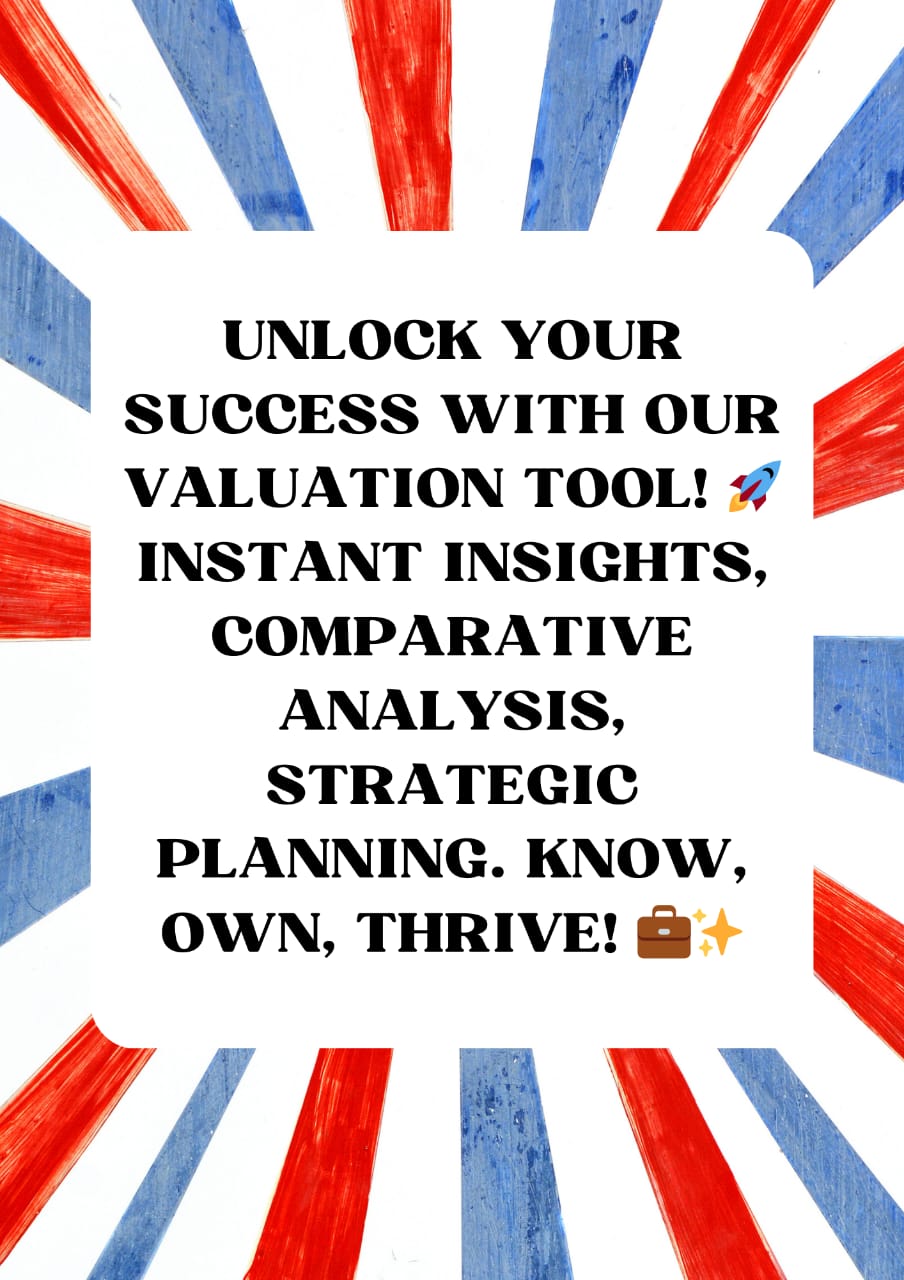 UNLOCK YOUR
SUCCESS WITH OUR
VALUATION TOOL! 🚀
INSTANT INSIGHTS,
COMPARATIVE
ANALYSIS,
STRATEGIC
PLANNING. KNOW,
OWN, THRIVE! 💼✨